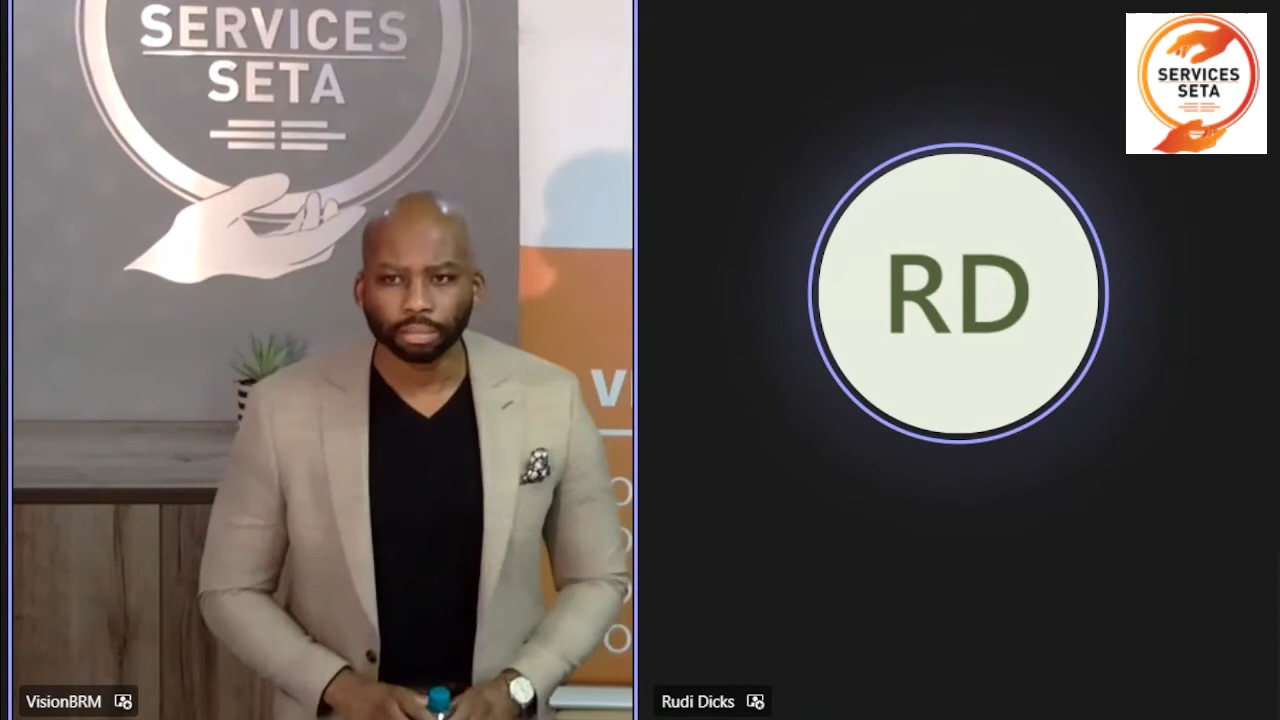 SERVICES
SETA
SERVICES
SETA
RD
VisionBRM
Rudi Dicks